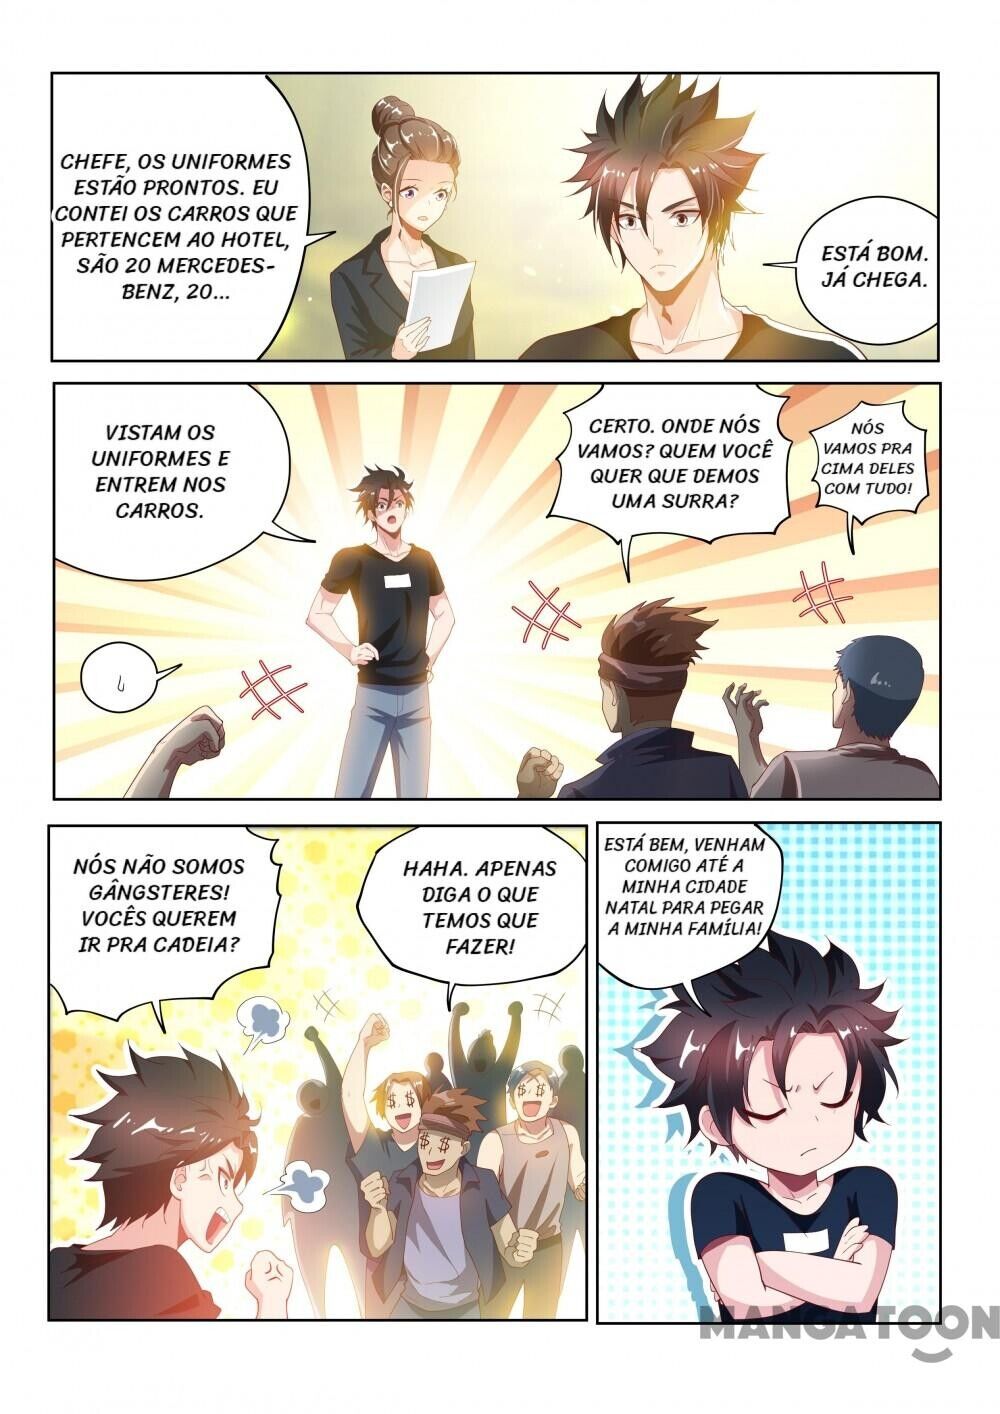 CHEFE, OS UNIFORMES
ESTÃO PRONTOS. EU
CONTEI OS CARROS QUE
PERTENCEM AO HOTEL,
SÃO 20 MERCEDES-
BENZ, 20...
ESTÁ BOM.
JÁ CHEGA.
VISTAM OS
UNIFORMES E
ENTREM NOS
CARROS.
CERTO. ONDE NÓS
VAMOS? QUEM VOCÊ
QUER QUE DEMOS
UMA SURRA?
NÓS
VAMOS PRA
CIMA DELES
COM TUDO!
NÓS NÃO SOMOS
GÂNGSTERES!
VOCÊS QUEREM
IR PRA CADEIA?
HAHA. APENAS
DIGA O QUE
TEMOS QUE
FAZER!
ESTÁ BEM, VENHAM
COMIGO ATÉ A
MINHA CIDADE
NATAL PARA PEGAR
A MINHA FAMÍLIA!
$ $
$ $
$ $
MANGATOON